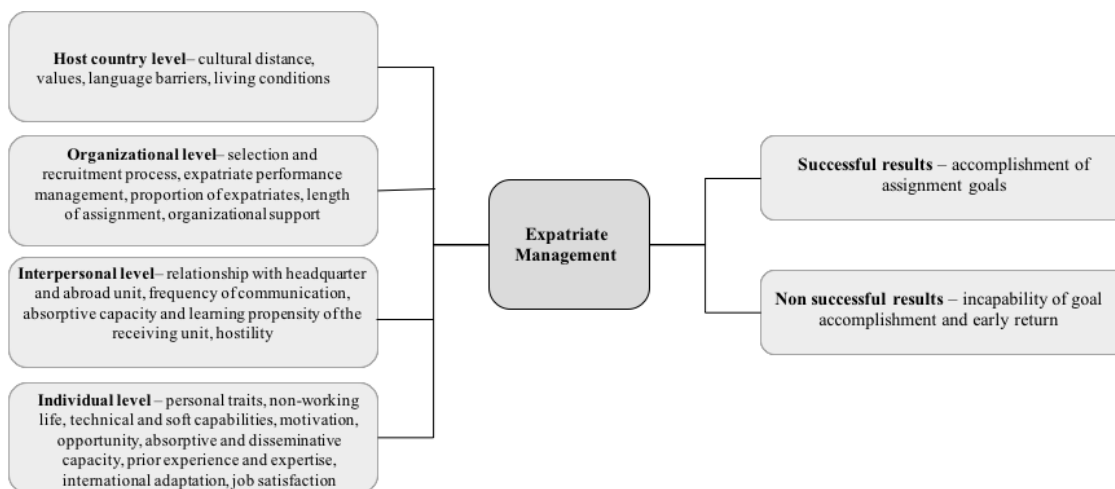 Host country level– cultural distance,
values, language barriers, living conditions
Organizational level– selection and
recruitment process, expatriate performance
management, proportion of expatriates, length
of assignment, organizational support
Interpersonal level– relationship with headquarter
and abroad unit, frequency of communication,
absorptive capacity and learning propensity of the
receiving unit, hostility
Individual level – personal traits, non-working
life, technical and soft capabilities, motivation,
opportunity, absorptive and disseminative
capacity, prior experience and expertise,
international adaptation, job satisfaction
Expatriate
Management
Successful results – accomplishment of
assignment goals
Non successful results – incapability of goal
accomplishment and early return